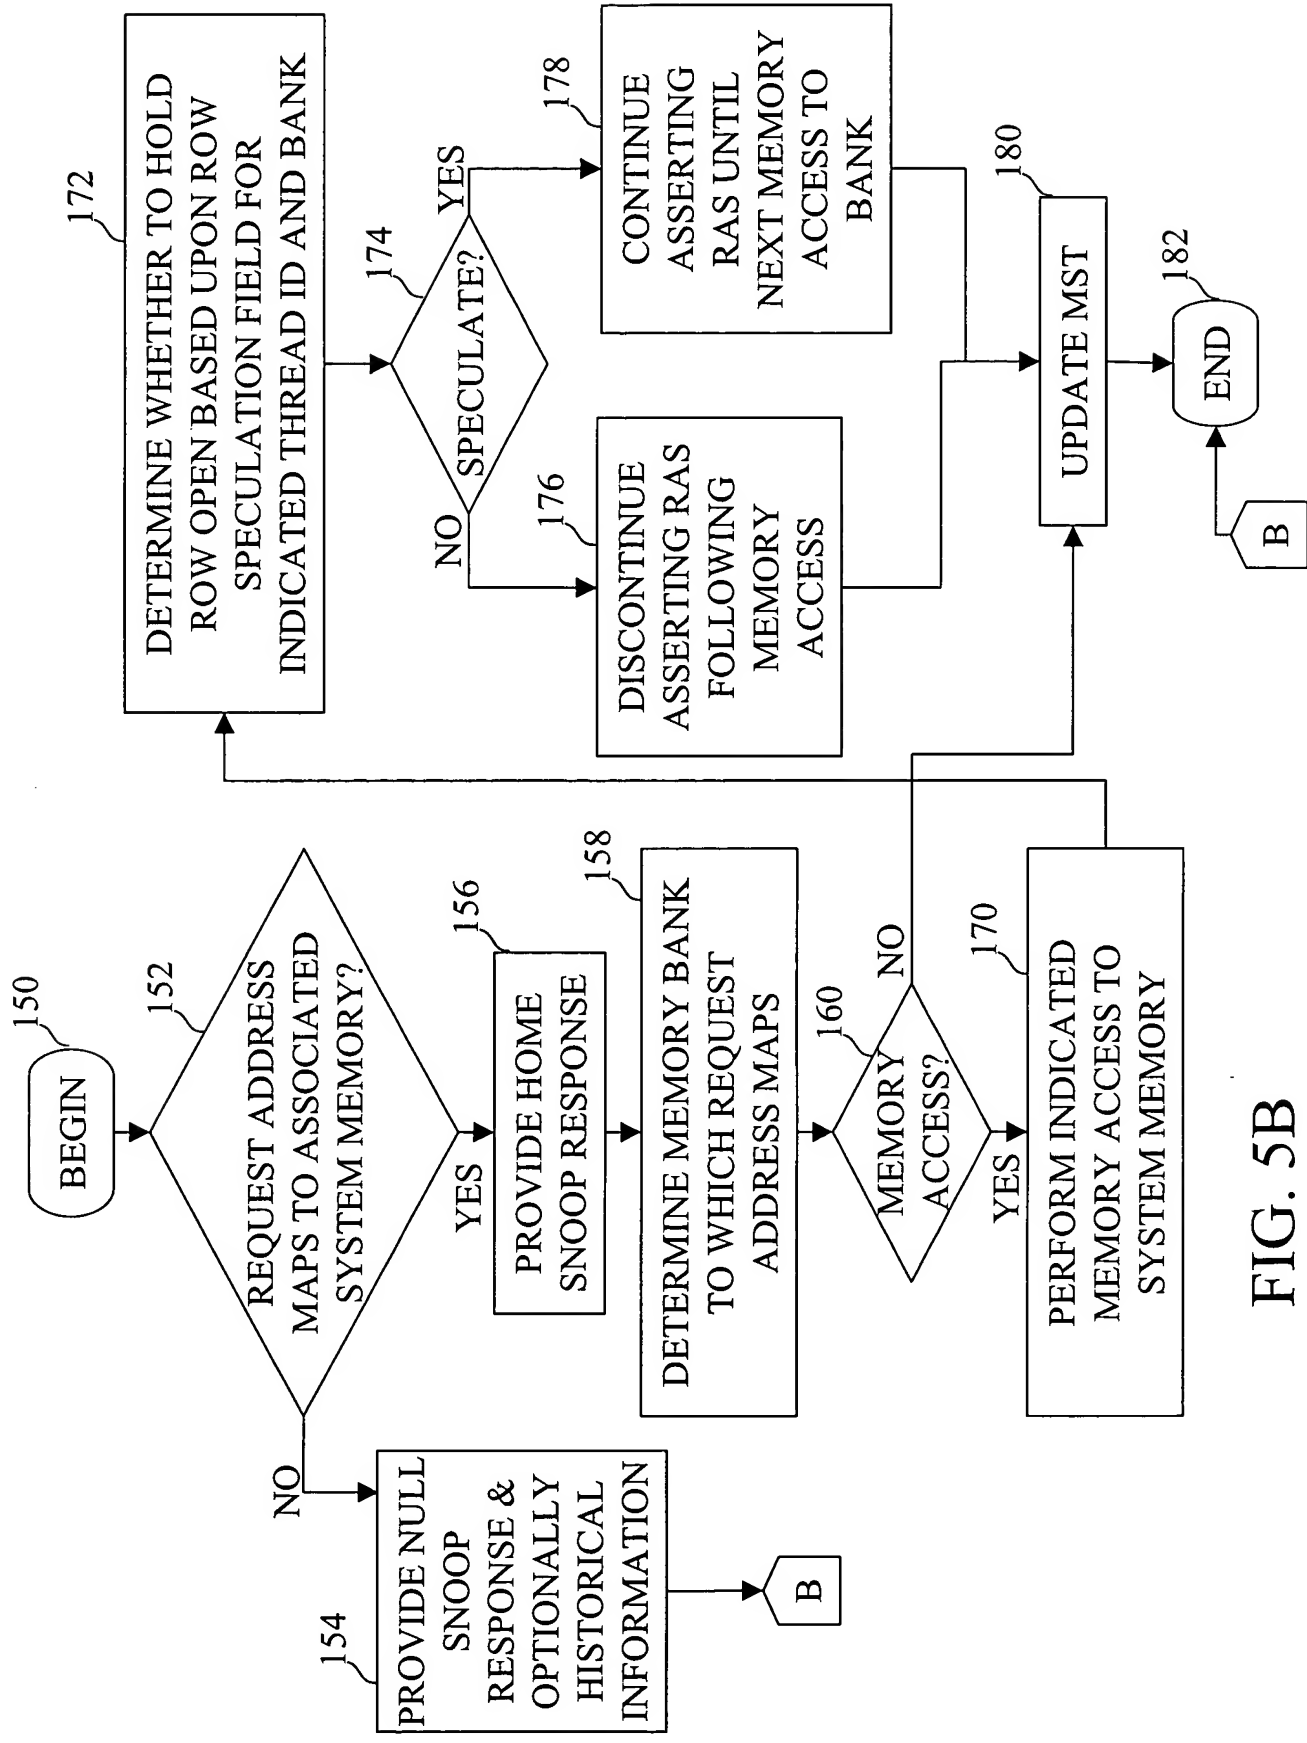 150
BEGIN
152
REQUEST ADDRESS
MAPS TO ASSOCIATED
SYSTEM MEMORY?
NO
YES
154
PROVIDE NULL
SNOOP
RESPONSE &
OPTIONALLY
HISTORICAL
INFORMATION
B
156
PROVIDE HOME
SNOOP RESPONSE
158
DETERMINE MEMORY BANK
TO WHICH REQUEST
ADDRESS MAPS
160
MEMORY
ACCESS?
NO
YES
170
PERFORM INDICATED
MEMORY ACCESS TO
SYSTEM MEMORY
172
DETERMINE WHETHER TO HOLD
ROW OPEN BASED UPON ROW
SPECULATION FIELD FOR
INDICATED THREAD ID AND BANK
174
SPECULATE?
NO
YES
176
DISCONTINUE
ASSERTING RAS
FOLLOWING
MEMORY
ACCESS
178
CONTINUE
ASSERTING
RAS UNTIL
NEXT MEMORY
ACCESS TO
BANK
180
UPDATE MST
182
END
B
FIG. 5B